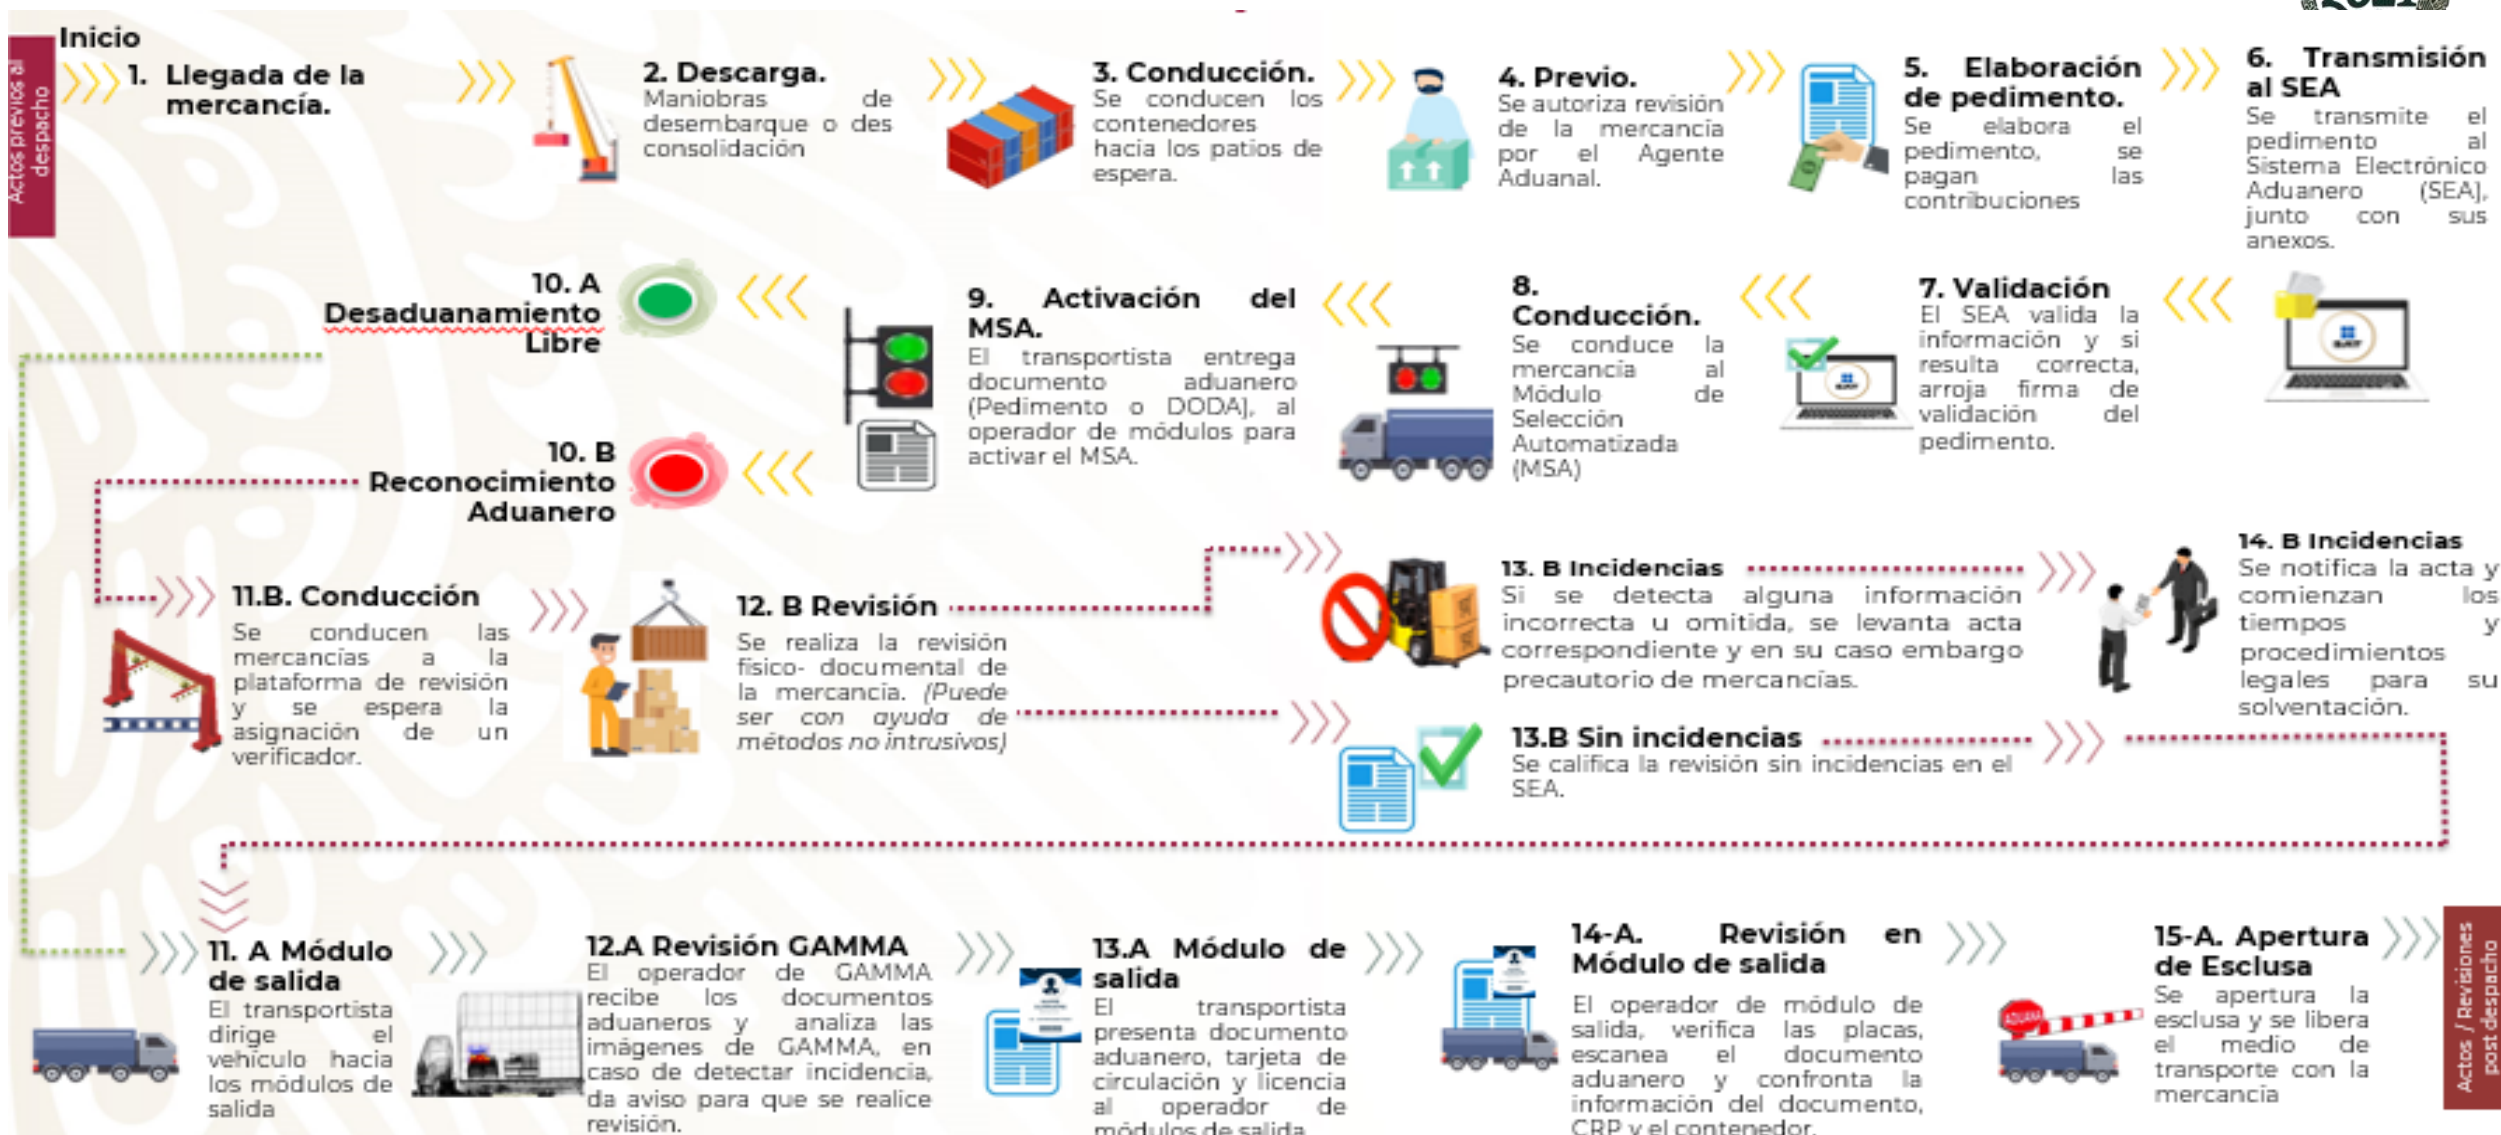 Actos previos al
despacho
Inicio
1. Llegada de la
mercancía.
2. Descarga.
Maniobras de
desembarque o des
consolidación
3. Conducción.
Se conducen los
contenedores
hacia los patios de
espera.
4. Previo.
Se autoriza revisión
de la mercancía
por el Agente
Aduanal.
5. Elaboración
de pedimento.
Se elabora el
pedimento, se
pagan las
contribuciones
6. Transmisión
al SEA
Se transmite el
pedimento al
Sistema Electrónico
Aduanero (SEA),
junto con sus
anexos.
7. Validación
El SEA valida la
información y si
resulta correcta,
arroja firma de
validación del
pedimento.
8.
Conducción.
Se conduce la
mercancía al
Módulo de
Selección
Automatizada
(MSA)
9. Activación del
MSA.
El transportista entrega
documento aduanero
(Pedimento o DODA), al
operador de módulos para
activar el MSA.
10. A
Desaduanamiento
Libre
10. B
Reconocimiento
Aduanero
11.B. Conducción
Se conducen las
mercancías a la
plataforma de revisión
y se espera la
asignación de un
verificador.
12. B Revisión
Se realiza la revisión
físico- documental de
la mercancía. (Puede
ser con ayuda de
métodos no intrusivos)
13. B Incidencias
Si se detecta alguna información
incorrecta u omitida, se levanta acta
correspondiente y en su caso embargo
precautorio de mercancías.
14. B Incidencias
Se notifica la acta y
comienzan los
tiempos y
procedimientos
legales para su
solventación.
13.B Sin incidencias
Se califica la revisión sin incidencias en el
SEA.
11. A Módulo
de salida
El transportista
dirige el
vehículo hacia
los módulos de
salida
12.A Revisión GAMMA
El operador de GAMMA
recibe los documentos
aduaneros y analiza las
imágenes de GAMMA, en
caso de detectar incidencia,
da aviso para que se realice
revisión.
13.A Módulo de
salida
El transportista
presenta documento
aduanero, tarjeta de
circulación y licencia
al operador de
módulos de salida
14-A. Revisión en
Módulo de salida
El operador de módulo de
salida, verifica las placas,
escanea el documento
aduanero y confronta la
información del documento,
CRP y el contenedor.
ADUANA
15-A. Apertura
de Esclusa
Se apertura la
esclusa y se libera
el medio de
transporte con la
mercancía
Actos / Revisiones
post despacho